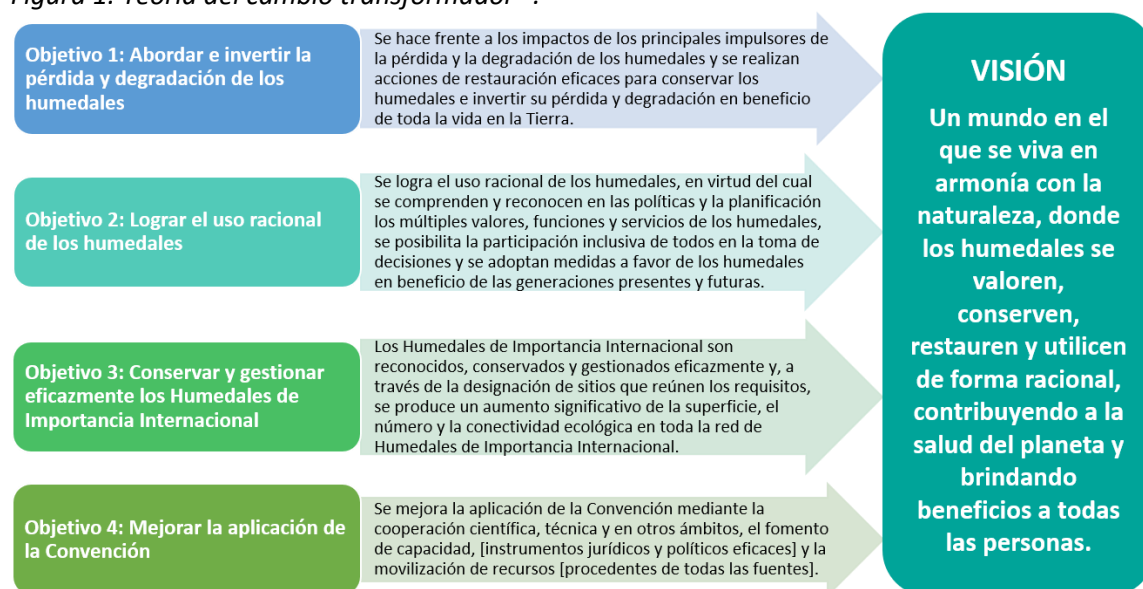 Figura 1: Teoría del cambio transformador
Objetivo 1: Abordar e invertir la
pérdida y degradación de los
humedales
Se hace frente a los impactos de los principales impulsores de
la pérdida y la degradación de los humedales y se realizan
acciones de restauración eficaces para conservar los
humedales e invertir su pérdida y degradación en beneficio
de toda la vida en la Tierra.
Objetivo 2: Lograr el uso racional
de los humedales
Se logra el uso racional de los humedales, en virtud del cual
se comprenden y reconocen en las políticas y la planificación
los múltiples valores, funciones y servicios de los humedales,
se posibilita la participación inclusiva de todos en la toma de
decisiones y se adoptan medidas a favor de los humedales
en beneficio de las generaciones presentes y futuras.
Objetivo 3: Conservar y gestionar
eficazmente los Humedales de
Importancia Internacional
Los Humedales de Importancia Internacional son
reconocidos, conservados y gestionados eficazmente y, a
través de la designación de sitios que reúnen los requisitos,
se produce un aumento significativo de la superficie, el
número y la conectividad ecológica en toda la red de
Humedales de Importancia Internacional.
Objetivo 4: Mejorar la aplicación de
la Convención
Se mejora la aplicación de la Convención mediante la
cooperación científica, técnica y en otros ámbitos, el fomento
de capacidad, [instrumentos jurídicos y políticos eficaces] y la
movilización de recursos [procedentes de todas las fuentes].
VISIÓN
Un mundo en el
que se viva en
armonía con la
naturaleza, donde
los humedales se
valoren,
conserven,
restauren y utilicen
de forma racional,
contribuyendo a la
salud del planeta y
brindando
beneficios a todas
las personas.